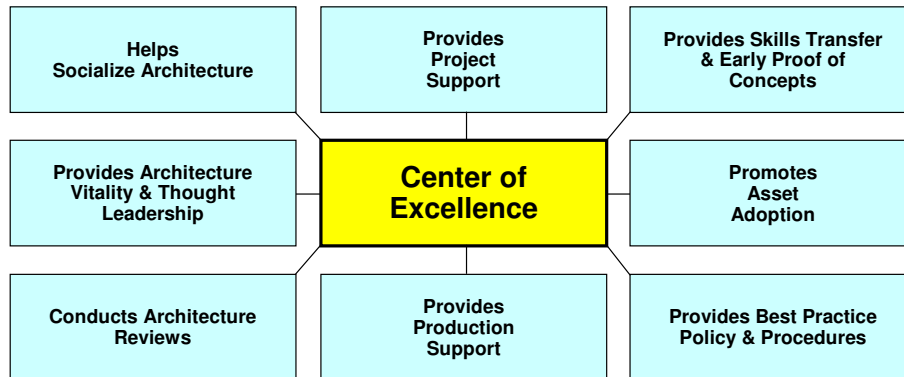 Helps
Socialize Architecture
Provides
Project
Support
Provides Skills Transfer
& Early Proof of
Concepts
Provides Architecture
Vitality & Thought
Leadership
Center of
Excellence
Promotes
Asset
Adoption
Conducts Architecture
Reviews
Provides
Production
Support
Provides Best Practice
Policy & Procedures